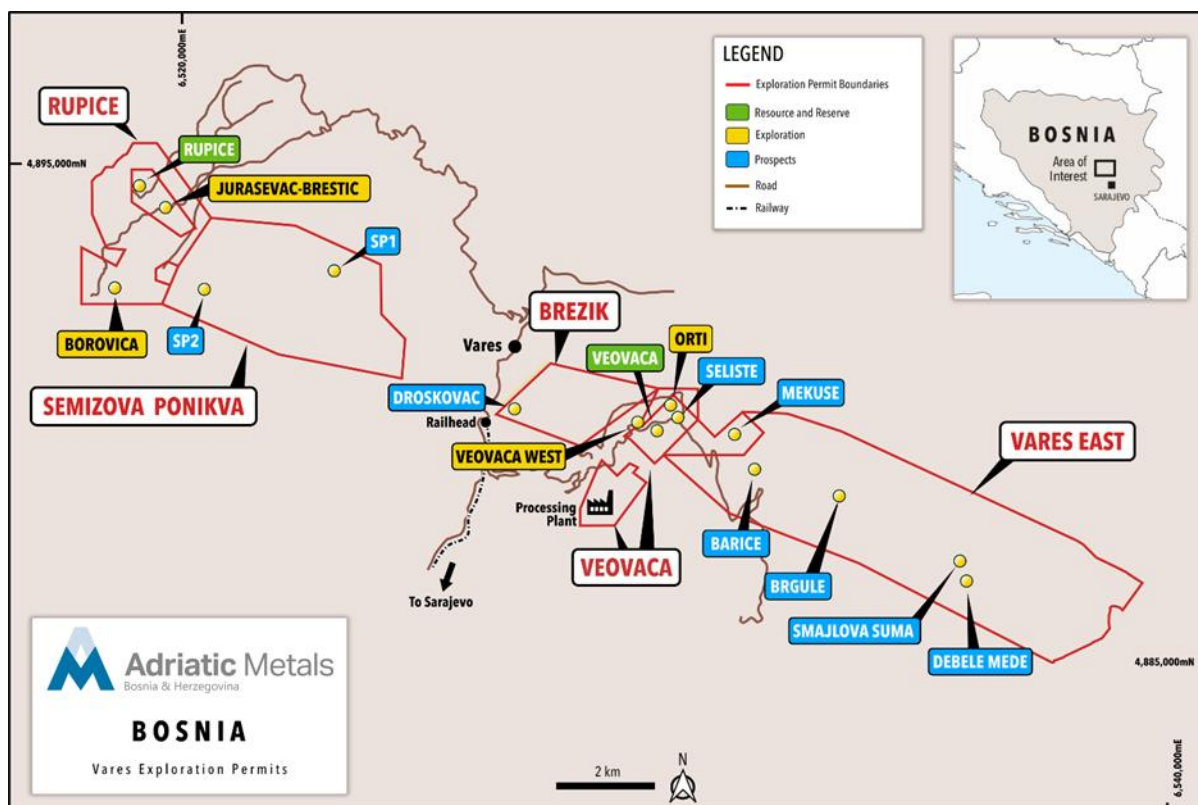 6,520,000mE
4,895,000mN
RUPICE
RUPICE
JURASEVAC-BRESTIC
SP1
BOROVICA
SP2
SEMIZOVA PONIKVA
LEGEND
Exploration Permit Boundaries
Resource and Reserve
Exploration
Prospects
Road
Railway
BOSNIA
Area of
Interest
SARAJEVO
BREZIK
Vares
ORTI
VEOVACA
SELISTE
DROSKOVAC
MEKUSE
Railhead
VEOVACA WEST
VARES EAST
Processing
Plant
BARICE
VEOVACA
BRGULE
To Sarajevo
SMAJLOVA SUMA
DEBELE MEDE
4,885,000mN
Adriatic Metals
Bosnia & Herzegovina
BOSNIA
Vares Exploration Permits
2 km
N
6,540,000mE